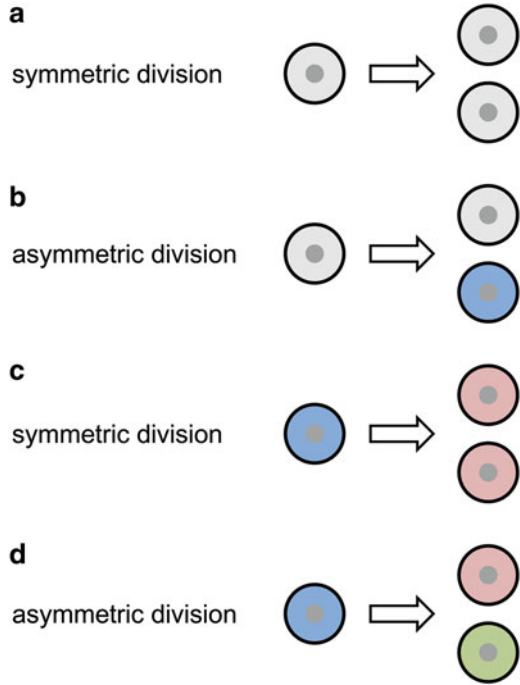 a
symmetric division
b
asymmetric division
c
symmetric division
d
asymmetric division